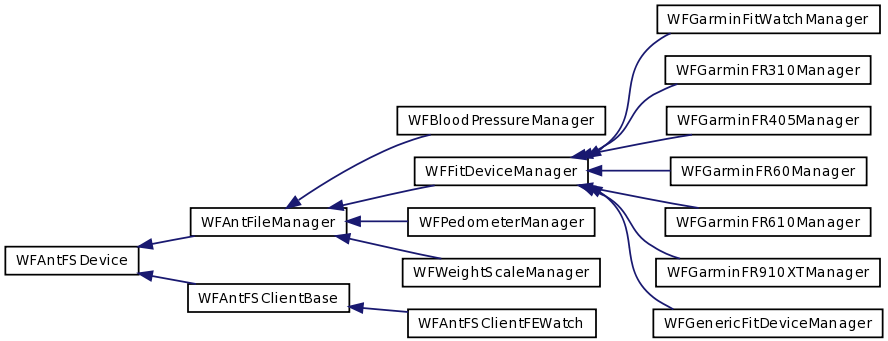 WFGarminFitWatchManager
WFGarminFR310Manager
WFBloodPressureManager
WFGarminFR405Manager
WFFitDeviceManager
WFGarminFR60Manager
WFAntFileManager
WFPedometerManager
WFGarminFR610Manager
WFAntFSDevice
WFWeightScaleManager
WFGarminFR910XTManager
WFAntFSClientBase
WFAntFSClientFEWatch
WFGenericFitDeviceManager